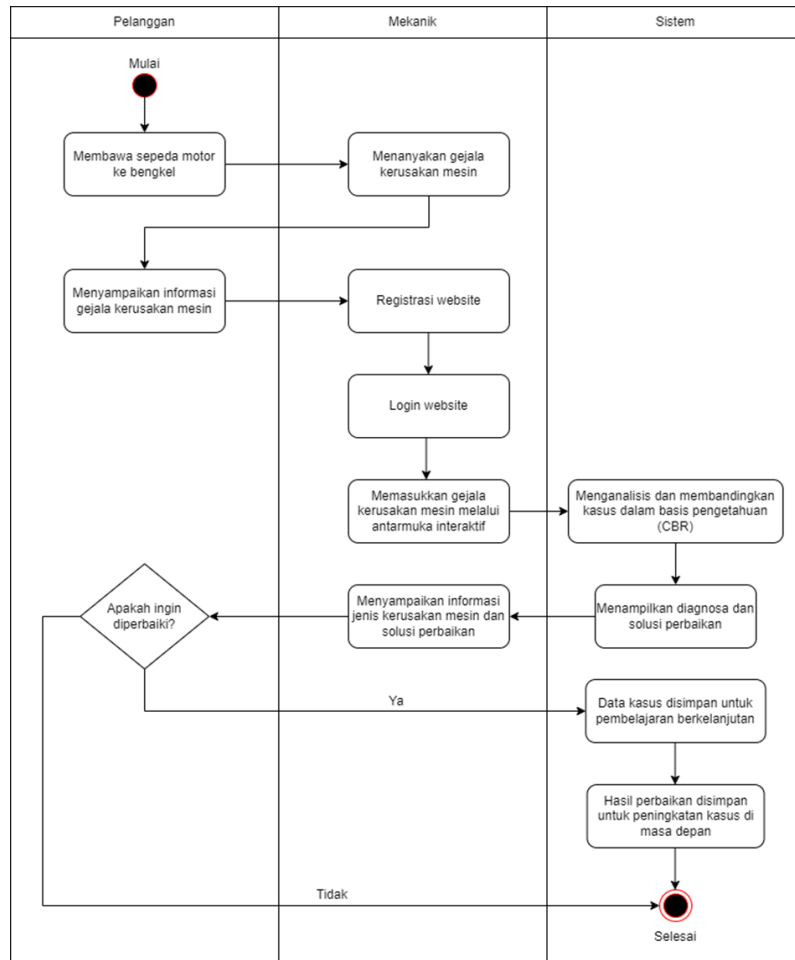 Pelanggan
Mekanik
Sistem
Mulai
Membawa sepeda motor
ke bengkel
Menanyakan gejala
kerusakan mesin
Menyampaikan informasi
gejala kerusakan mesin
Registrasi website
Login website
Memasukkan gejala
kerusakan mesin melalui
antarmuka interaktif
Menganalisis dan membandingkan
kasus dalam basis pengetahuan
(CBR)
Menampilkan diagnosa dan
solusi perbaikan
Menyampaikan informasi
jenis kerusakan mesin dan
solusi perbaikan
Apakah ingin
diperbaiki?
Ya
Data kasus disimpan untuk
pembelajaran berkelanjutan
Hasil perbaikan disimpan
untuk peningkatan kasus di
masa depan
Tidak
Selesai